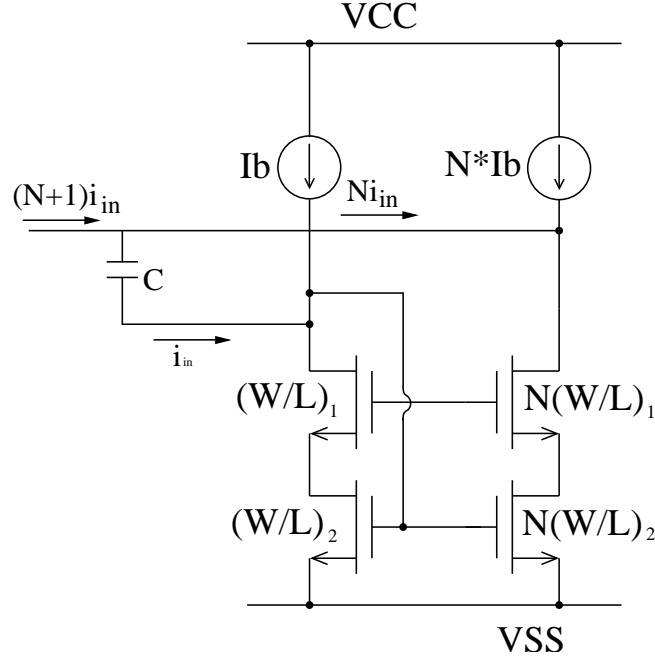 VCC
Ib
N*Ib
(N+1)i_in
Ni_in
C
i_in
(W/L)_1
N(W/L)_1
(W/L)_2
N(W/L)_2
VSS